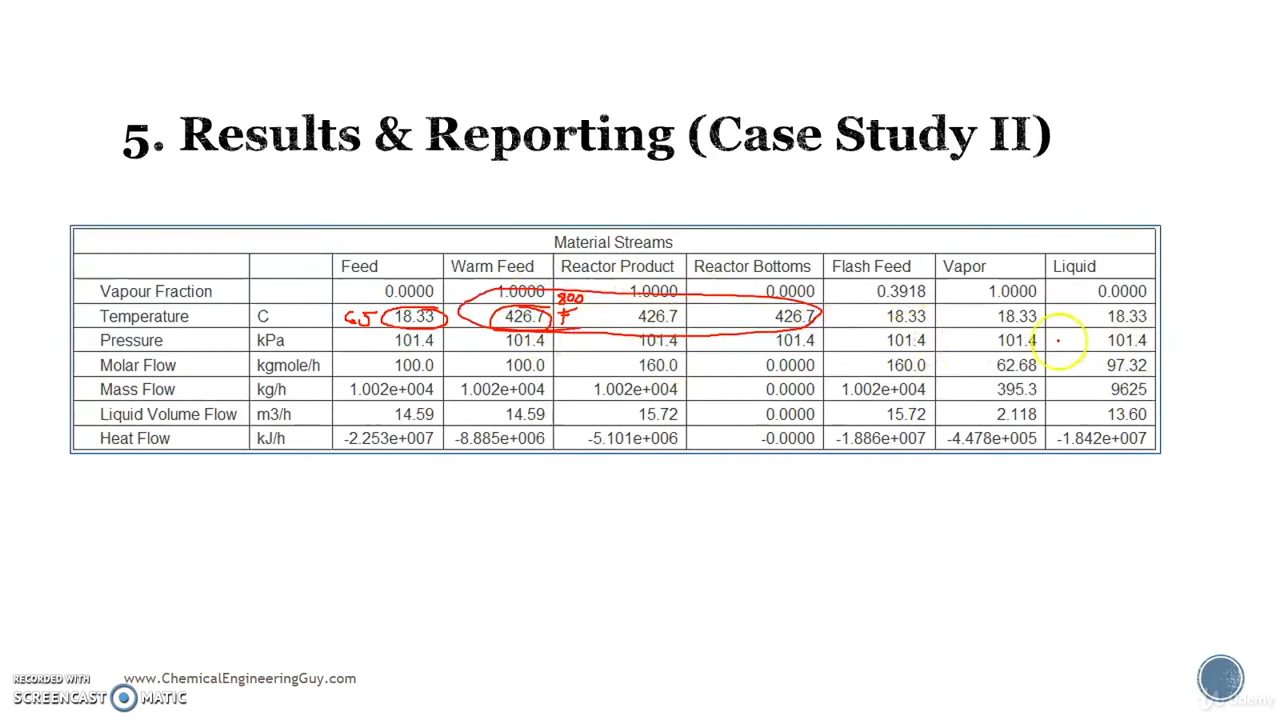 5. Results & Reporting (Case Study II)
Material Streams
Feed Warm Feed Reactor Product Reactor Bottoms Flash Feed Vapor Liquid
Vapour Fraction 0.0000 1.0000 1.0000 0.0000 0.3918 1.0000 0.0000
800
Temperature C 65 18.33 426.7 F 426.7 426.7 18.33 18.33 18.33
Pressure kPa 101.4 101.4 101.4 101.4 101.4 101.4 101.4
Molar Flow kgmole/h 100.0 100.0 160.0 0.0000 160.0 62.68 97.32
Mass Flow kg/h 1.002e+004 1.002e+004 1.002e+004 0.0000 1.002e+004 395.3 9625
Liquid Volume Flow m3/h 14.59 14.59 15.72 0.0000 15.72 2.118 13.60
Heat Flow kJ/h -2.253e+007 -8.885e+006 -5.101e+006 -0.0000 -1.886e+007 -4.478e+005 -1.842e+007
RECORDED WITH
SCREENCAST MATIC
www.ChemicalEngineeringGuy.com
Udemy